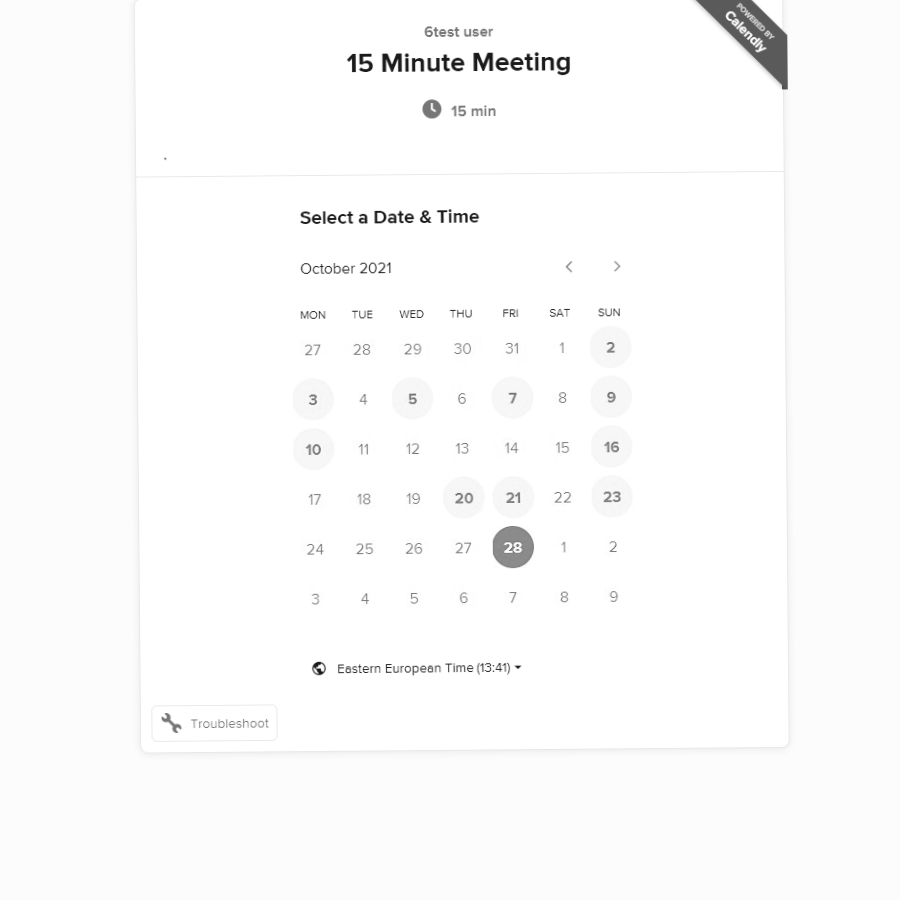 POWERED BY
Calendly
6test user
15 Minute Meeting
15 min
.
Select a Date & Time
October 2021
MON TUE WED THU FRI SAT SUN
27 28 29 30 31 1 2
3 4 5 6 7 8 9
10 11 12 13 14 15 16
17 18 19 20 21 22 23
24 25 26 27 28 1 2
3 4 5 6 7 8 9
Eastern European Time (13:41)
Troubleshoot